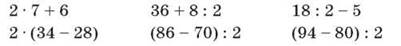 2 · 7 + 6 36 + 8 : 2 18 : 2 – 5
2 · (34 – 28) (86 – 70) : 2 (94 – 80) : 2